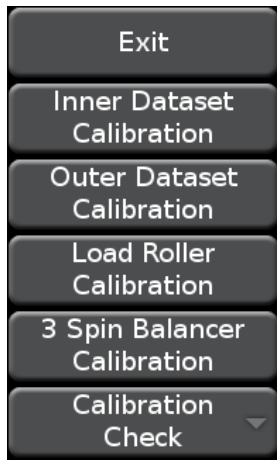 Exit
Inner Dataset
Calibration
Outer Dataset
Calibration
Load Roller
Calibration
3 Spin Balancer
Calibration
Calibration
Check